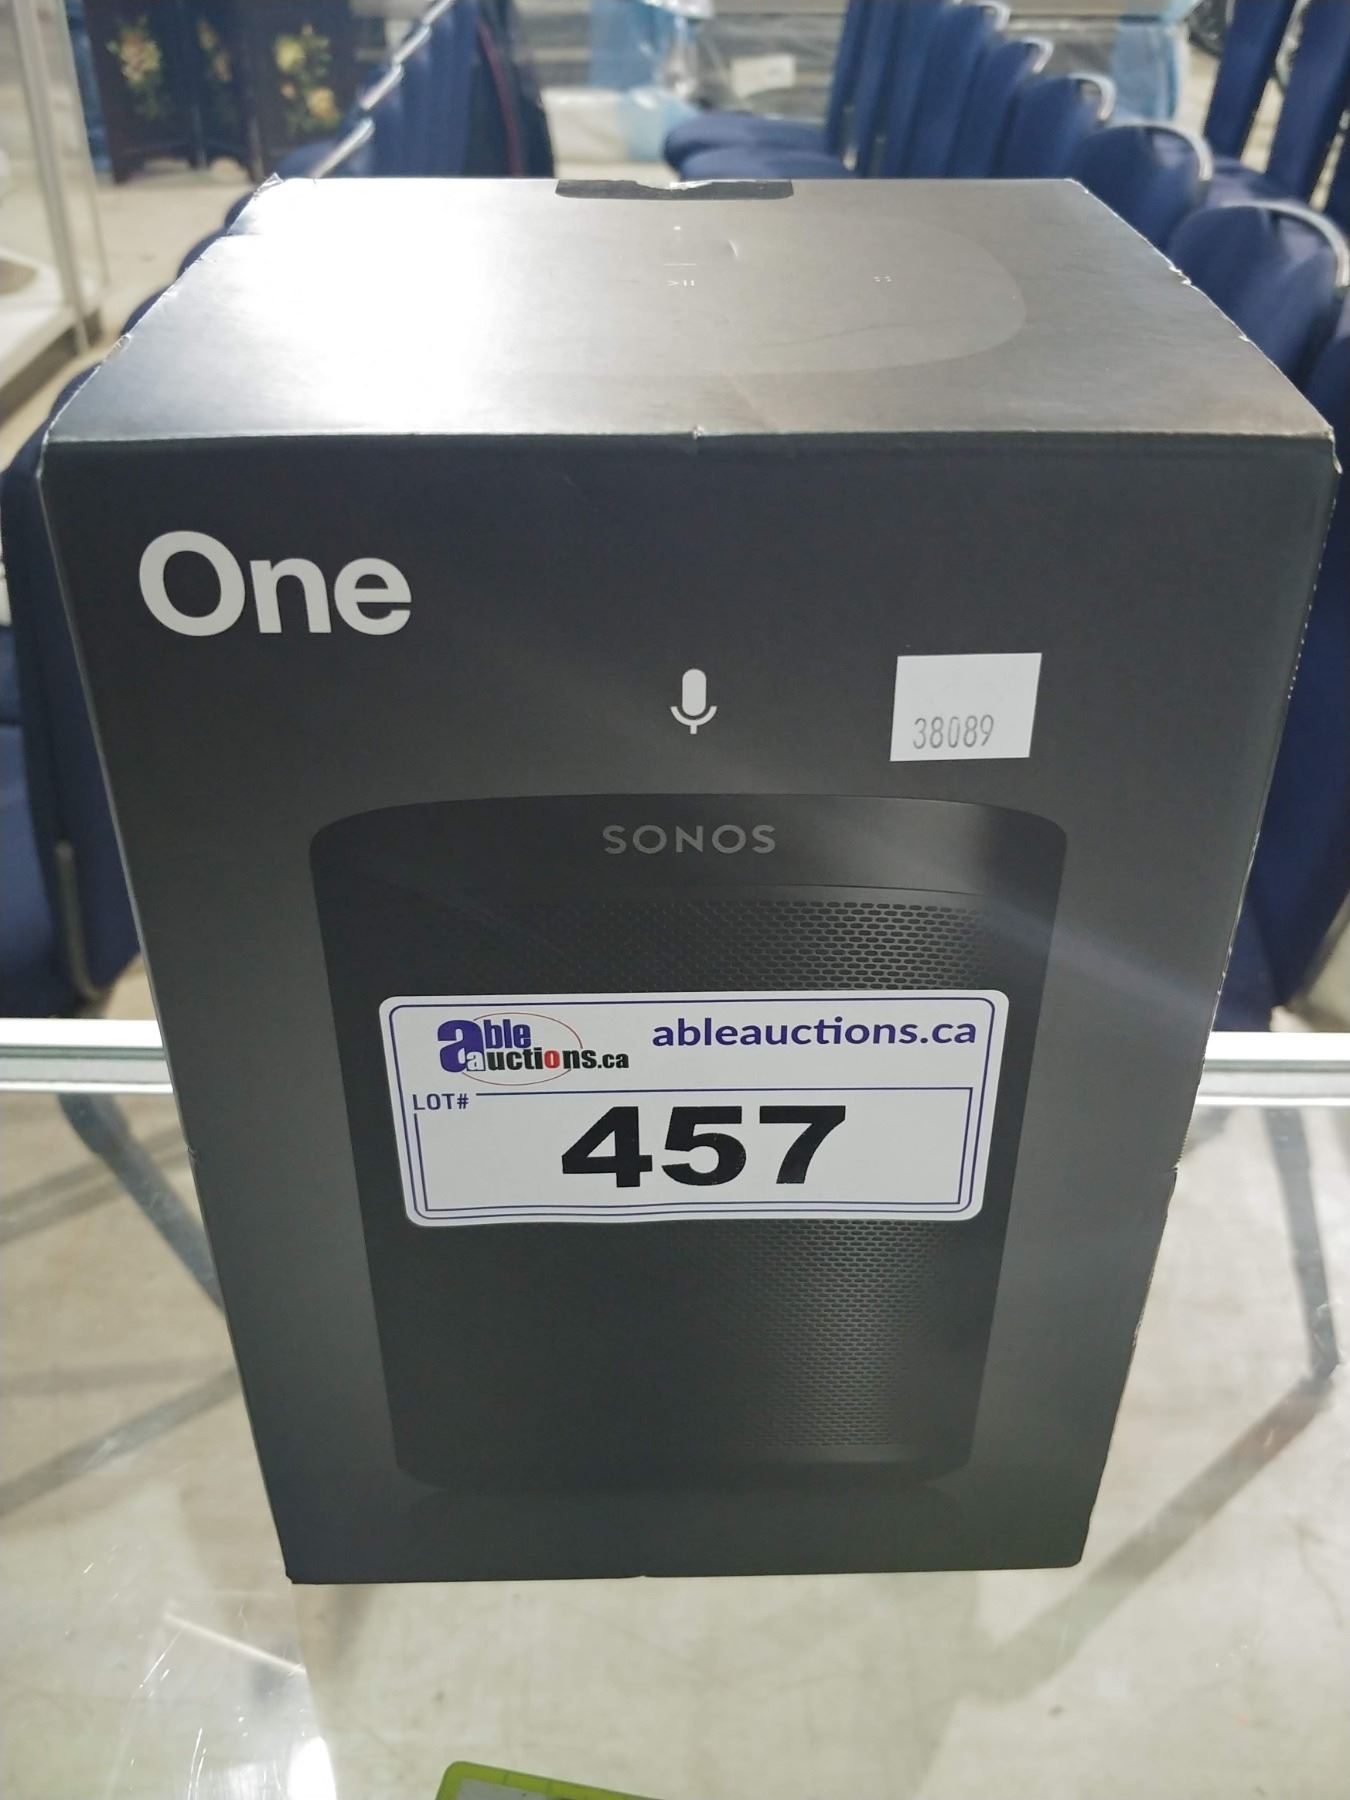 One
38089
SONOS
able auctions.ca
ableauctions.ca
LOT#
457